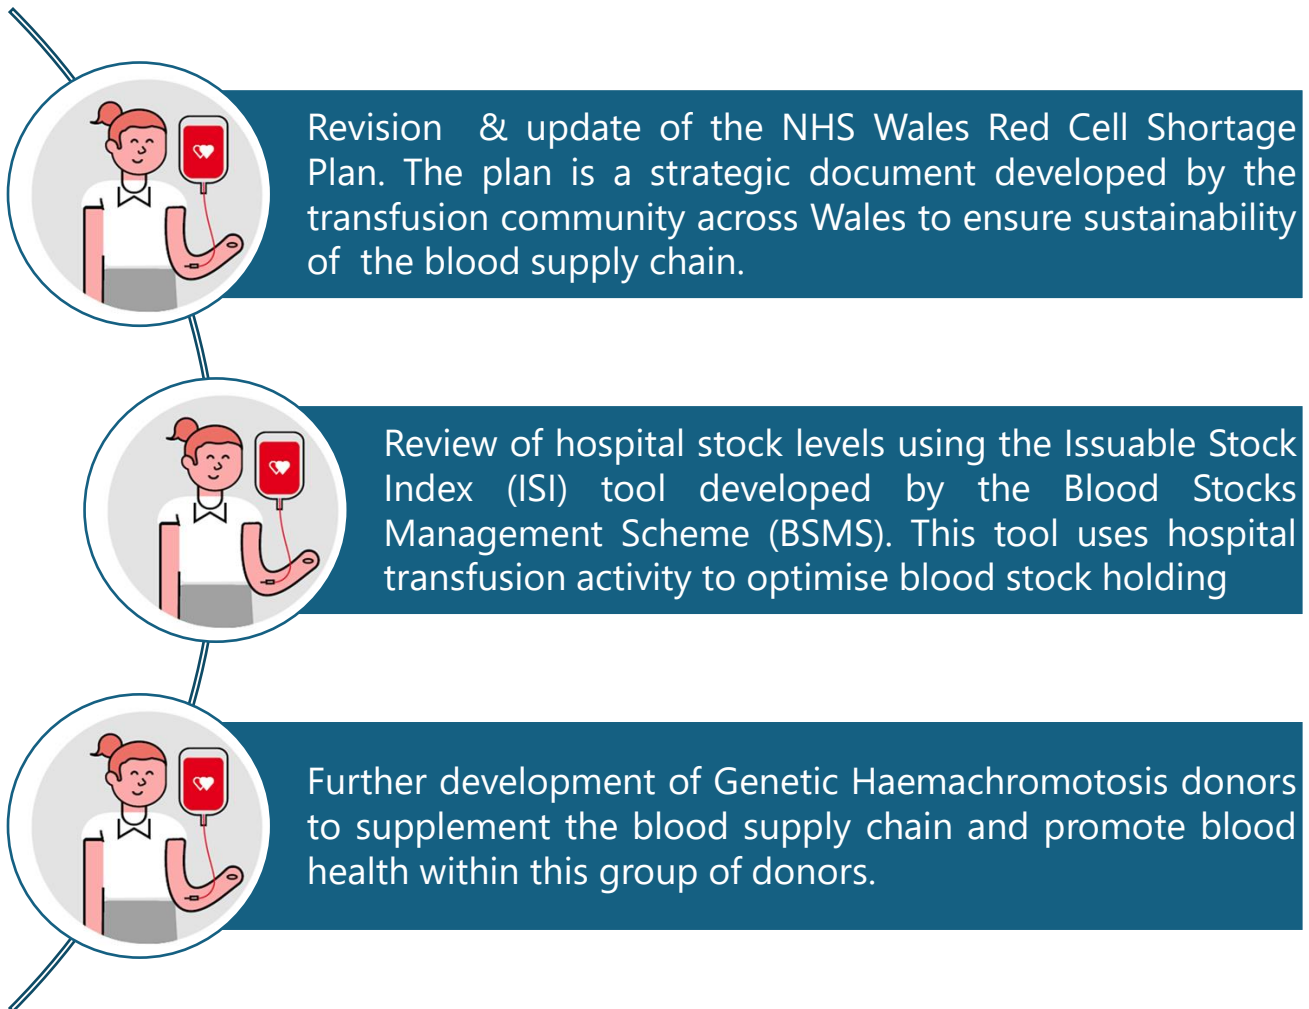 Revision & update of the NHS Wales Red Cell Shortage
Plan. The plan is a strategic document developed by the
transfusion community across Wales to ensure sustainability
of the blood supply chain.
Review of hospital stock levels using the Issuable Stock
Index (ISI) tool developed by the Blood Stocks
Management Scheme (BSMS). This tool uses hospital
transfusion activity to optimise blood stock holding
Further development of Genetic Haemachromotosis donors
to supplement the blood supply chain and promote blood
health within this group of donors.